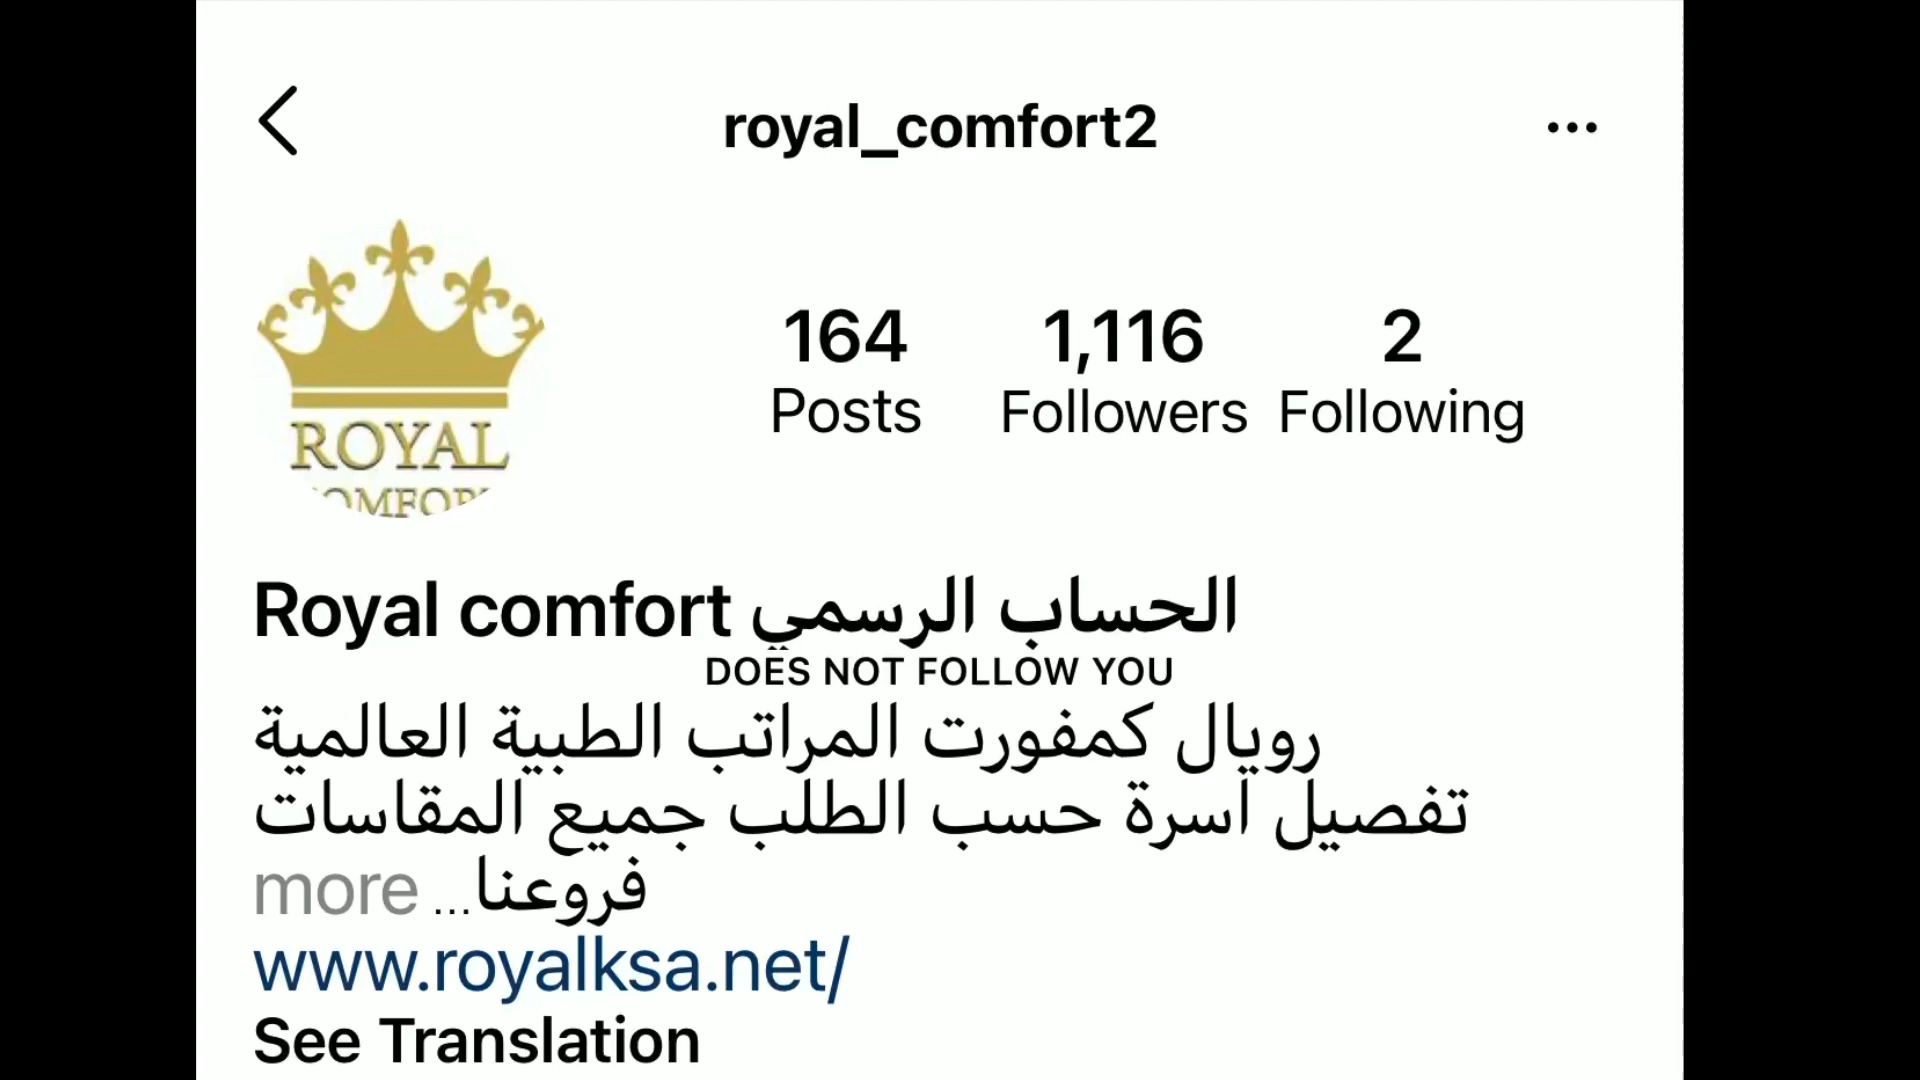 royal_comfort2
ROYAL
164 1,116 2
Posts Followers Following
Royal comfort الحساب الرسمي
DOES NOT FOLLOW YOU
رويال كمفورت المراتب الطبية العالمية
تفصيل اسرة حسب الطلب جميع المقاسات
فروعنا... more
www.royalksa.net/
See Translation